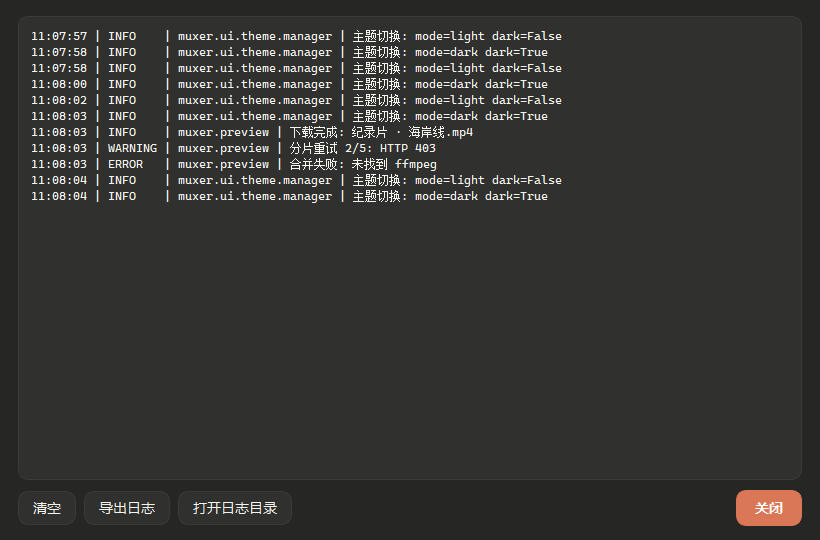 11:07:57 | INFO    | muxer.ui.theme.manager | 主题切换: mode=light dark=False
11:07:58 | INFO    | muxer.ui.theme.manager | 主题切换: mode=dark dark=True
11:07:58 | INFO    | muxer.ui.theme.manager | 主题切换: mode=light dark=False
11:08:00 | INFO    | muxer.ui.theme.manager | 主题切换: mode=dark dark=True
11:08:02 | INFO    | muxer.ui.theme.manager | 主题切换: mode=light dark=False
11:08:03 | INFO    | muxer.ui.theme.manager | 主题切换: mode=dark dark=True
11:08:03 | INFO    | muxer.preview | 下载完成: 纪录片 · 海岸线.mp4
11:08:03 | WARNING | muxer.preview | 分片重试 2/5: HTTP 403
11:08:03 | ERROR   | muxer.preview | 合并失败: 未找到 ffmpeg
11:08:04 | INFO    | muxer.ui.theme.manager | 主题切换: mode=light dark=False
11:08:04 | INFO    | muxer.ui.theme.manager | 主题切换: mode=dark dark=True
清空 导出日志 打开日志目录 关闭